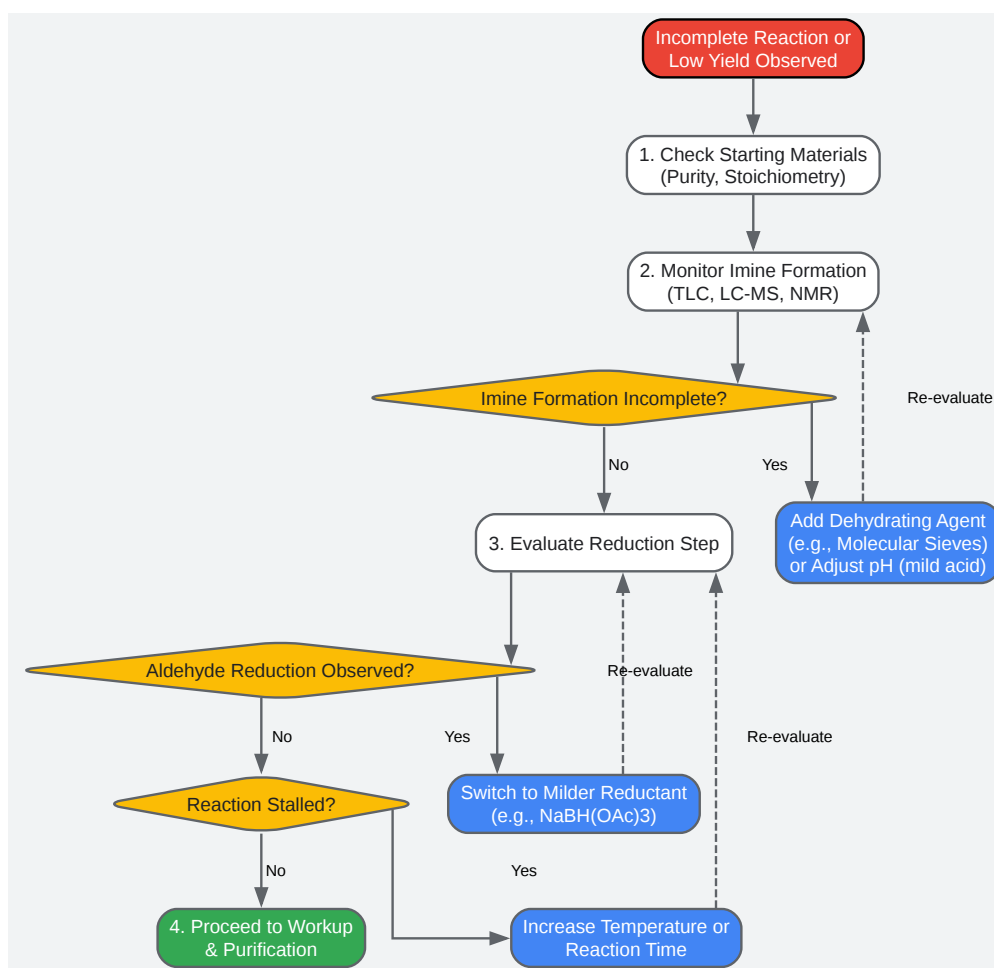 Incomplete Reaction or
Low Yield Observed
1. Check Starting Materials
(Purity, Stoichiometry)
2. Monitor Imine Formation
(TLC, LC-MS, NMR)
Imine Formation Incomplete?
Re-evaluate
No
Yes
Add Dehydrating Agent
(e.g., Molecular Sieves)
or Adjust pH (mild acid)
3. Evaluate Reduction Step
Aldehyde Reduction Observed?
Re-evaluate
No
Yes
Re-evaluate
Switch to Milder Reductant
(e.g., NaBH(OAc)3)
Reaction Stalled?
No
Yes
4. Proceed to Workup
& Purification
Increase Temperature or
Reaction Time